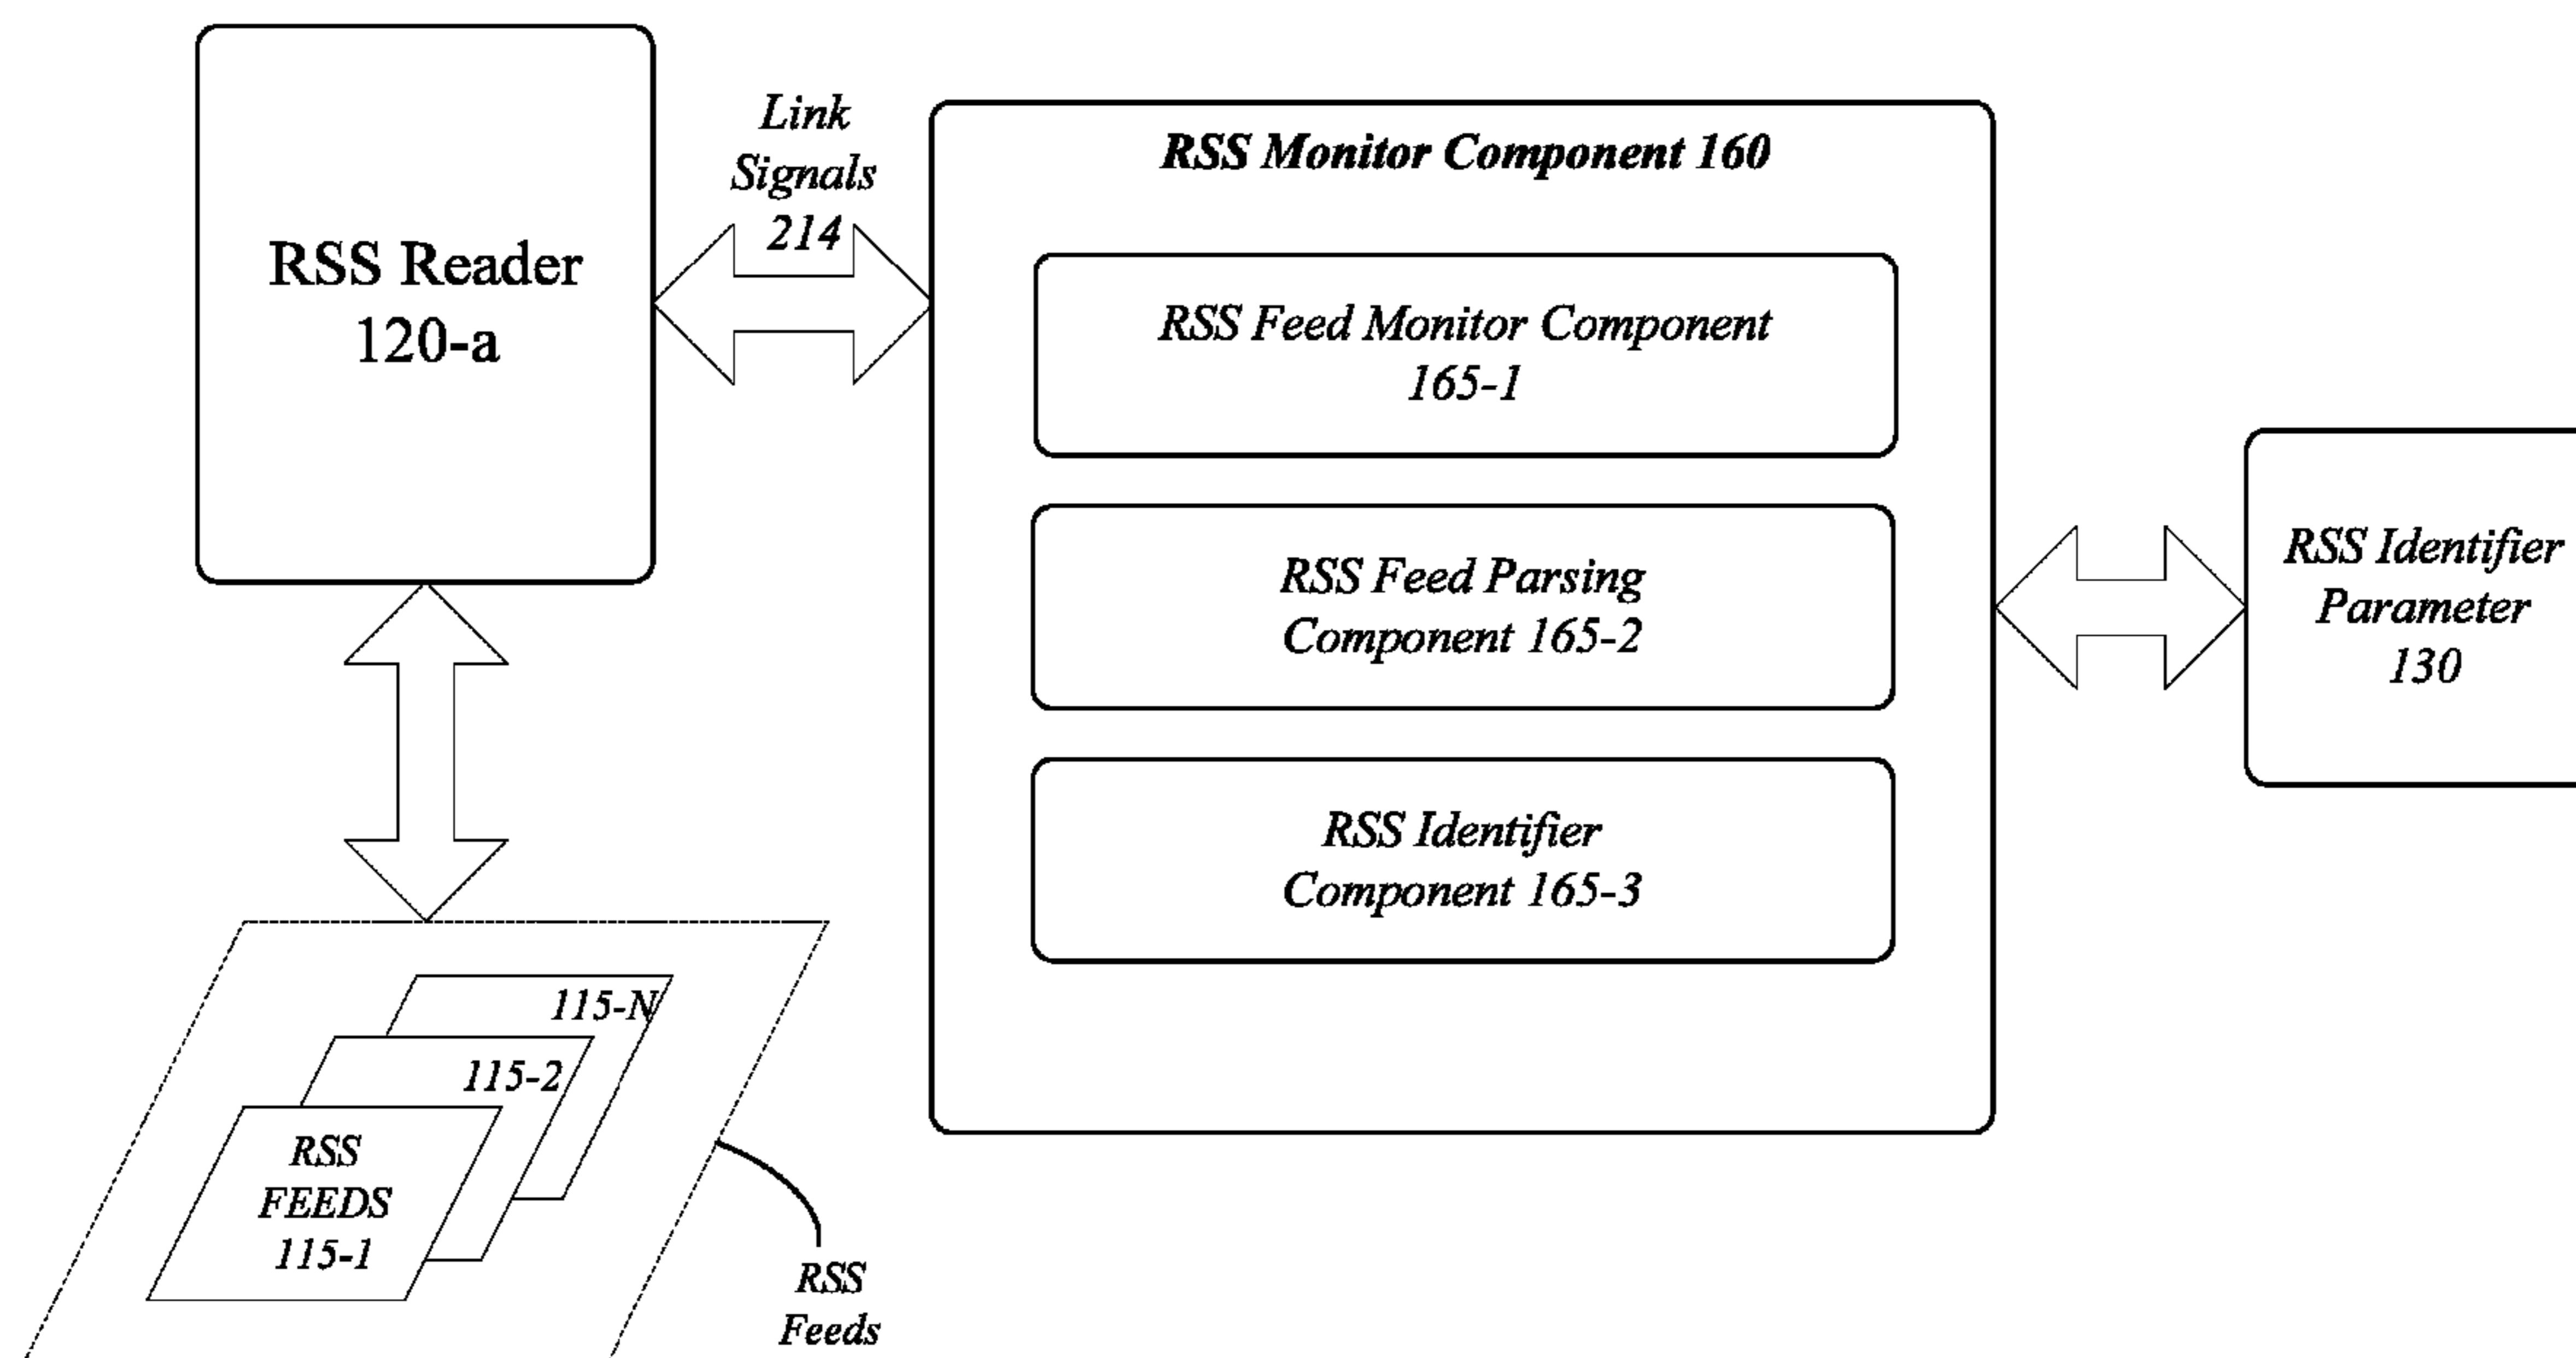 RSS Reader
120-a
Link
Signals
214
RSS Monitor Component 160
RSS Feed Monitor Component
165-1
RSS Feed Parsing
Component 165-2
RSS Identifier
Component 165-3
RSS Identifier
Parameter
130
115-N
115-2
RSS
FEEDS
115-1
RSS
Feeds